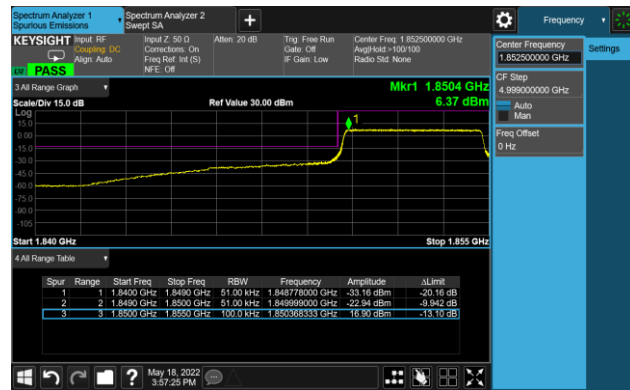 Spectrum Analyzer 1
Spurious Emissions
Spectrum Analyzer 2
Swept SA
+
Frequency
KEYSIGHT
Input: RF
Coupling: DC
Align: Auto
Input Z: 50 Ω
Corrections: On
Freq Ref: Int (S)
NFE: Off
Atten: 20 dB
Trig: Free Run
Gate: Off
IF Gain: Low
Center Freq: 1.852500000 GHz
Avg|Hold:>100/100
Radio Std: None
PASS
Center Frequency
1.852500000 GHz
Settings
CF Step
4.999000000 GHz
Auto
Man
Freq Offset
0 Hz
3 All Range Graph
Mkr1 1.8504 GHz
Scale/Div 15.0 dB
Ref Value 30.00 dBm
6.37 dBm
Log
15.0
0.00
-15.0
-30.0
-45.0
-60.0
-75.0
-90.0
-105
1
Start 1.840 GHz
Stop 1.855 GHz
4 All Range Table
Spur Range Start Freq Stop Freq RBW Frequency Amplitude ΔLimit
1 1 1.8400 GHz 1.8490 GHz 51.00 kHz 1.848778000 GHz -33.16 dBm -20.16 dB
2 2 1.8490 GHz 1.8500 GHz 51.00 kHz 1.849999000 GHz -22.94 dBm -9.942 dB
3 3 1.8500 GHz 1.8550 GHz 100.0 kHz 1.850368333 GHz 16.90 dBm -13.10 dB
?
May 18, 2022
3:57:25 PM